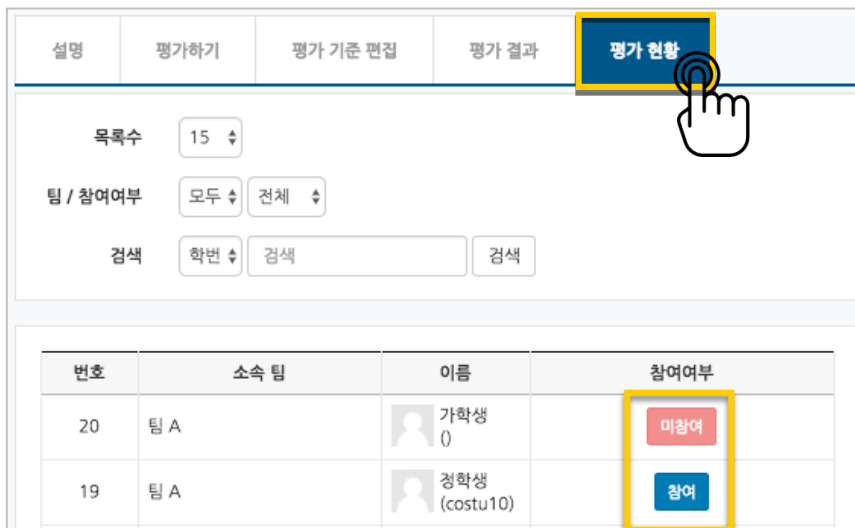 설명 평가하기 평가 기준 편집 평가 결과 평가 현황
목록수 15
팀 / 참여여부 모두 전체
검색 학번 검색 검색
번호 소속 팀 이름 참여여부
20 팀 A 가학생 미참여
()
19 팀 A 정학생 참여
(costu10)